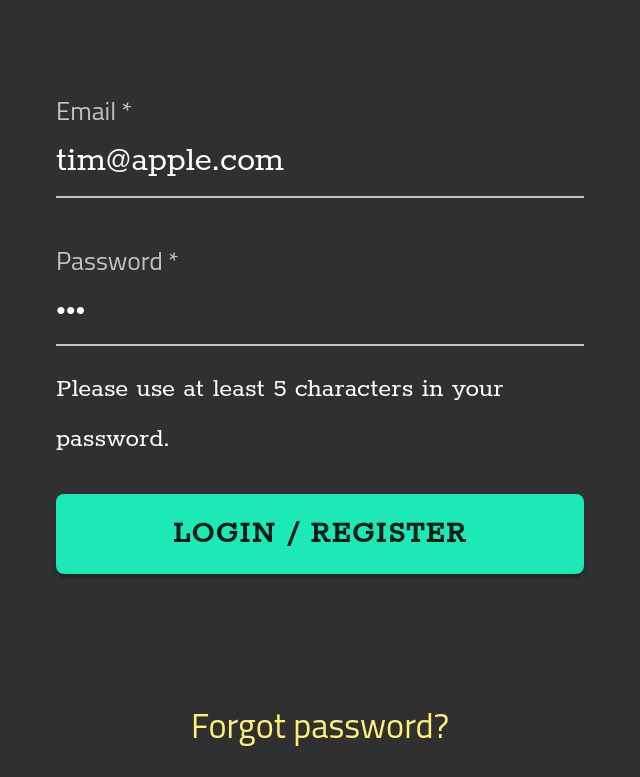 Email *
tim@apple.com
Password *
•••
Please use at least 5 characters in your
password.
LOGIN / REGISTER
Forgot password?